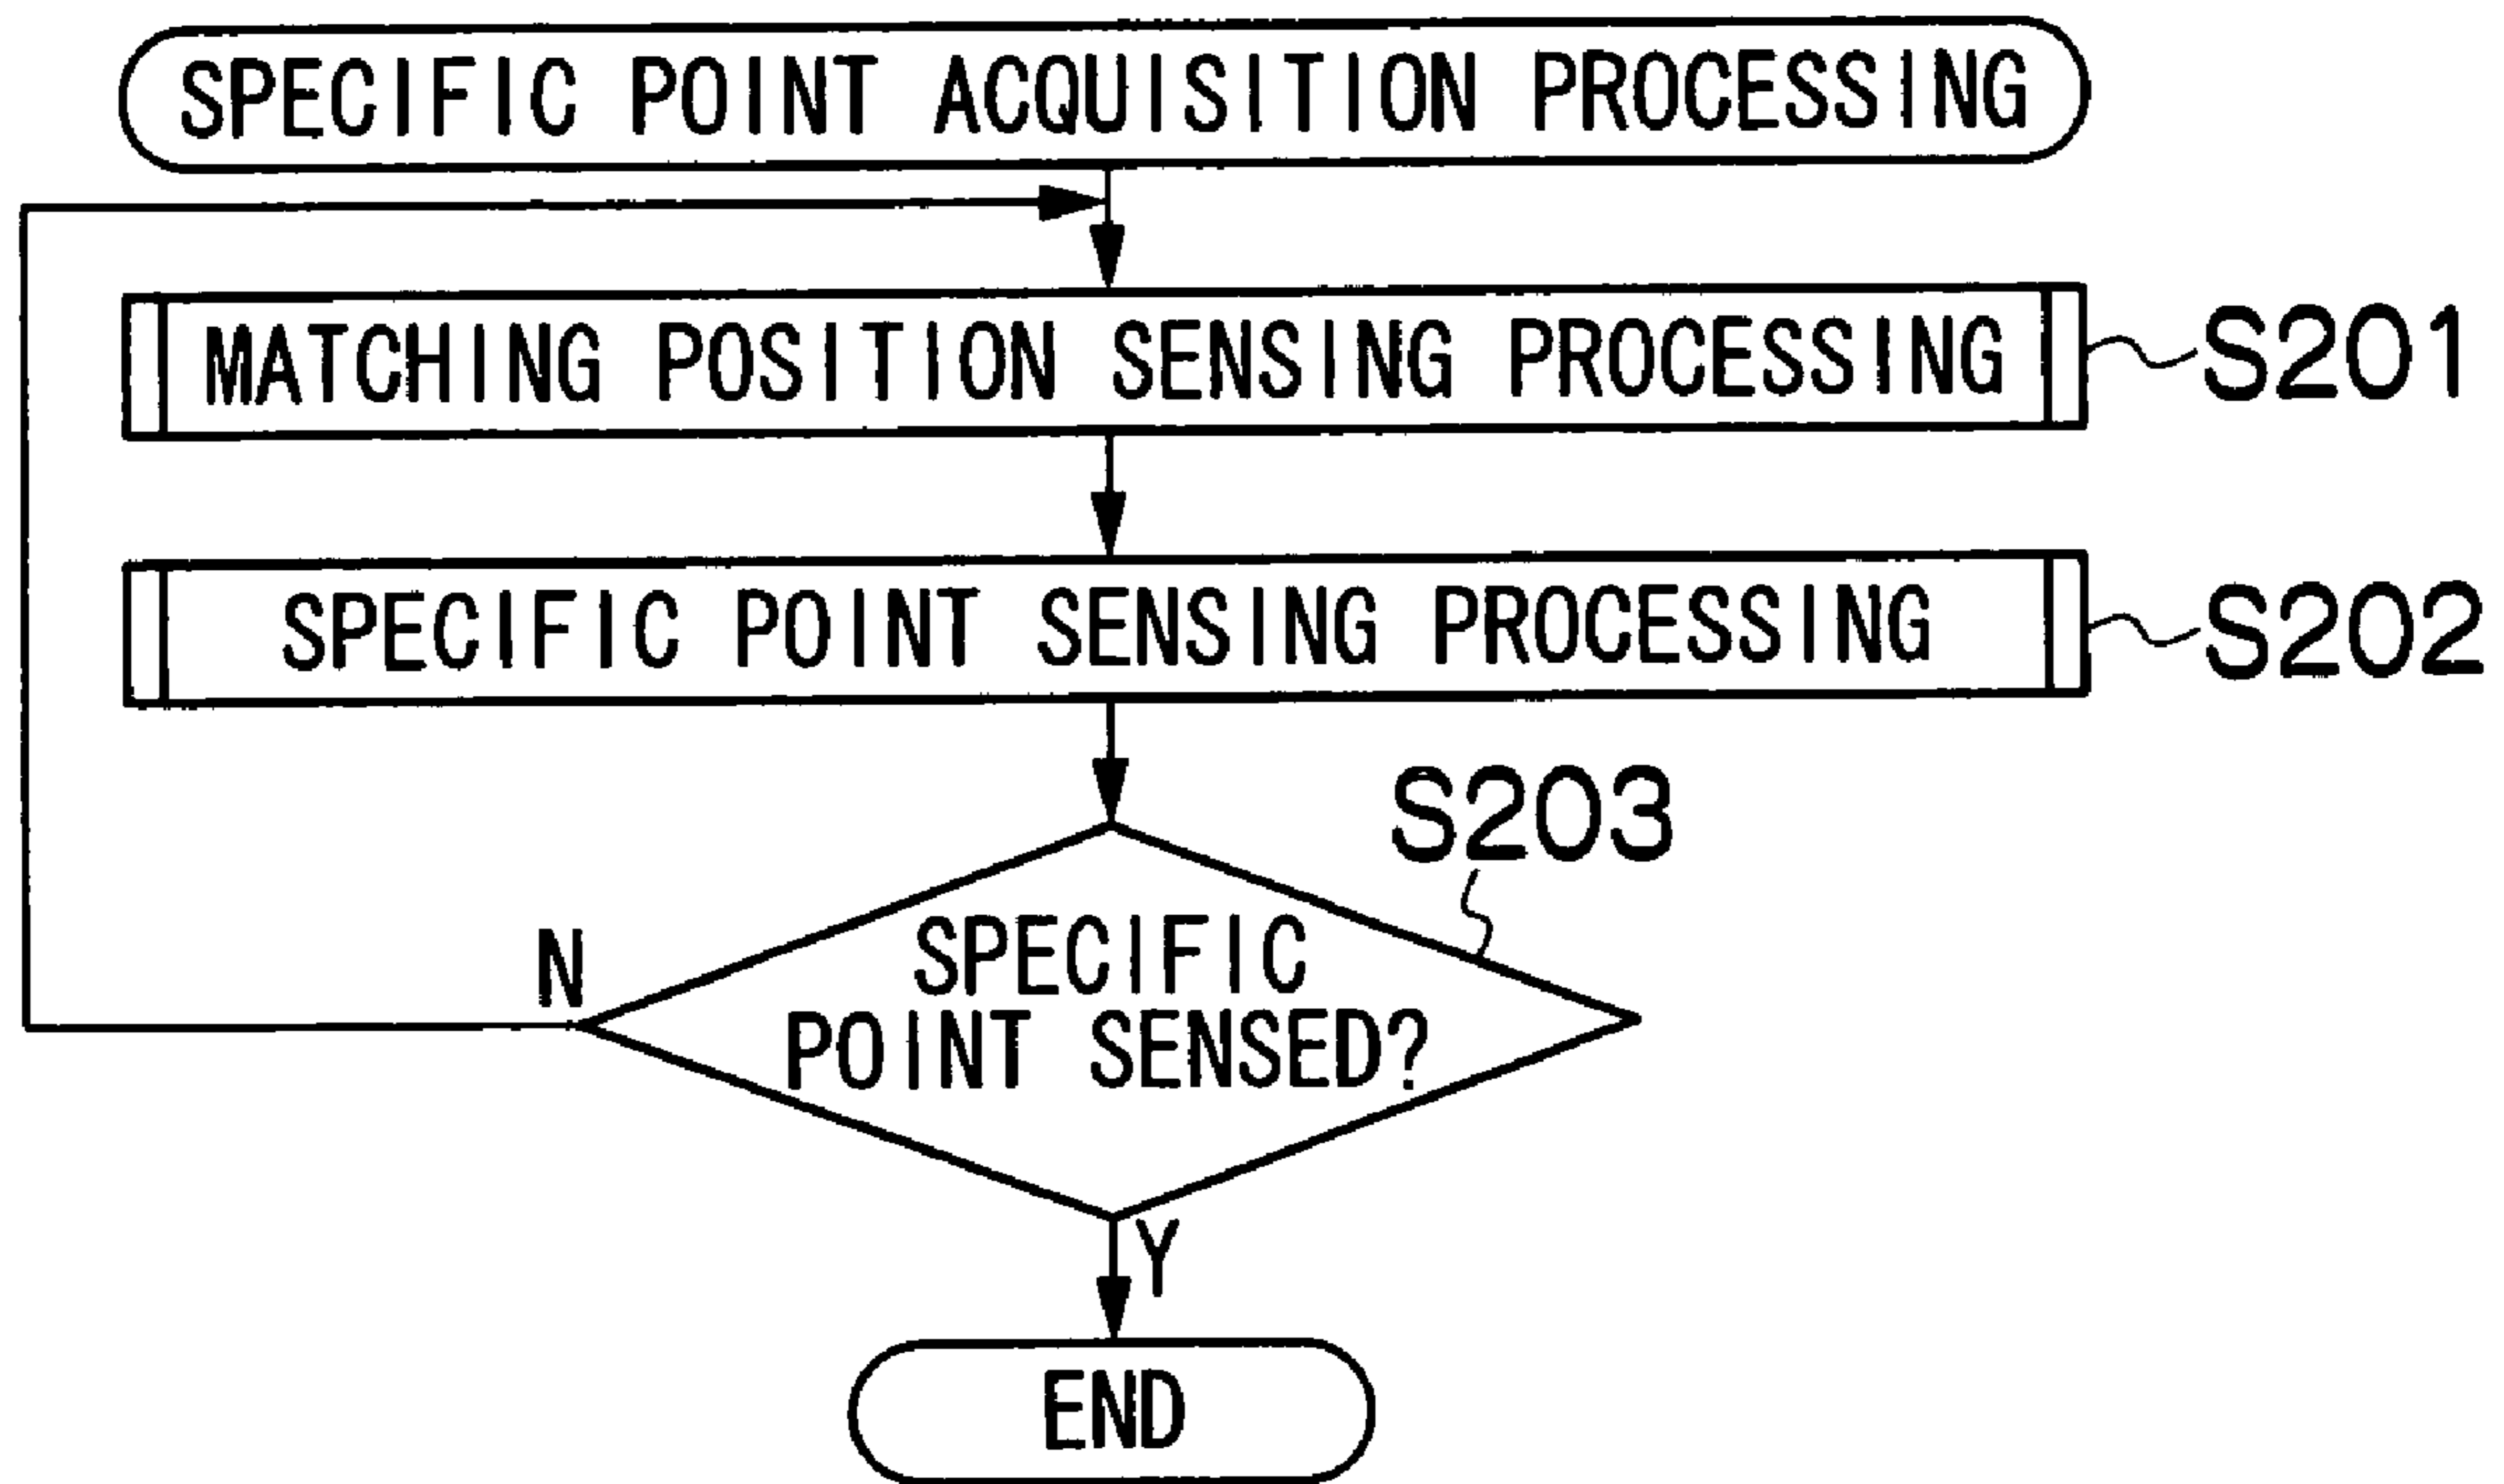 SPECIFIC POINT ACQUISITION PROCESSING
MATCHING POSITION SENSING PROCESSING
S201
SPECIFIC POINT SENSING PROCESSING
S202
S203
N
SPECIFIC
POINT SENSED?
Y
END